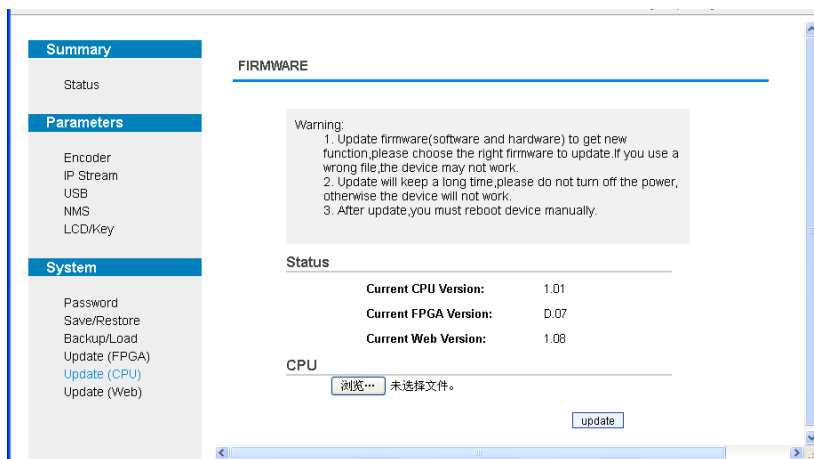 Summary
Status
Parameters
Encoder
IP Stream
USB
NMS
LCD/Key
System
Password
Save/Restore
Backup/Load
Update (FPGA)
Update (CPU)
Update (Web)
FIRMWARE
Warning:
1. Update firmware(software and hardware) to get new
function,please choose the right firmware to update.If you use a
wrong file,the device may not work.
2. Update will keep a long time,please do not turn off the power,
otherwise the device will not work.
3. After update,you must reboot device manually.
Status
Current CPU Version: 1.01
Current FPGA Version: D.07
Current Web Version: 1.08
CPU
浏览… 未选择文件。
update